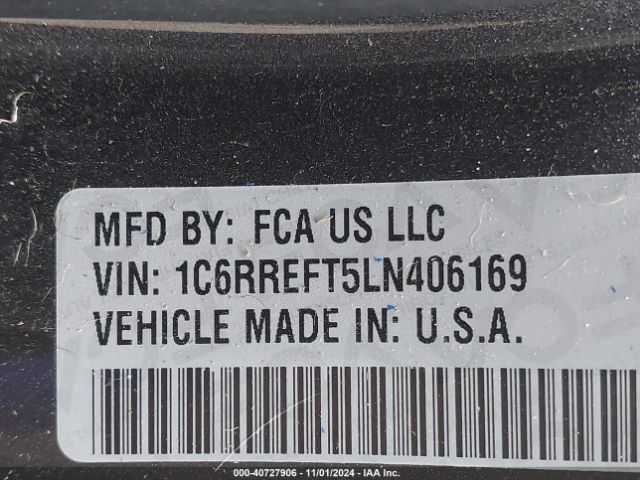 MFD BY: FCA US LLC
VIN: 1C6RREFT5LN406169
VEHICLE MADE IN: U.S.A.
000-40727906 - 11/01/2024 - IAA Inc.